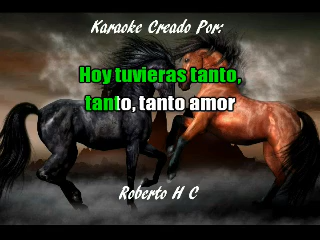 Karaoke Creado Por:
Hoy tuvieras tanto,
tanto, tanto amor
Roberto H C